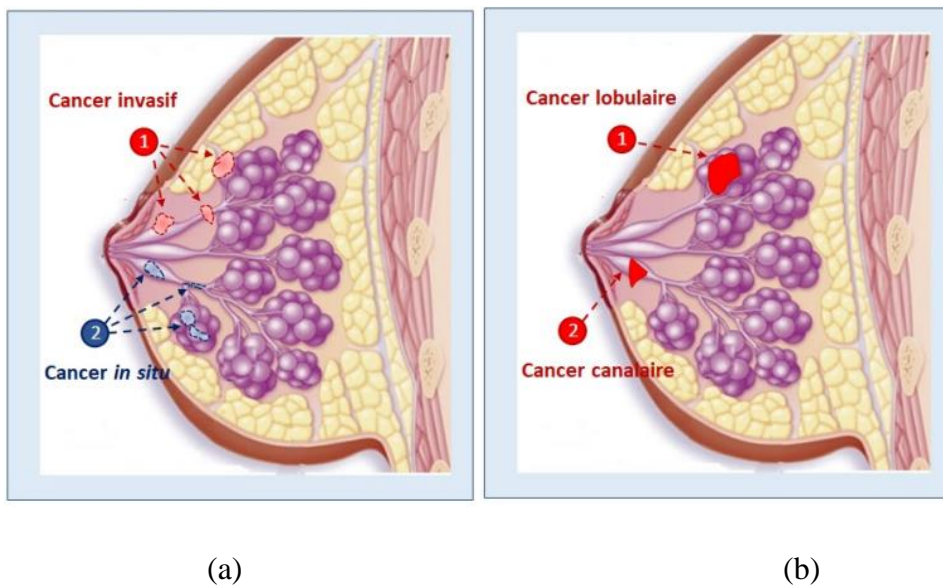 Cancer invasif
1
2
Cancer in situ
Cancer lobulaire
1
2
Cancer canalaire
(a)
(b)